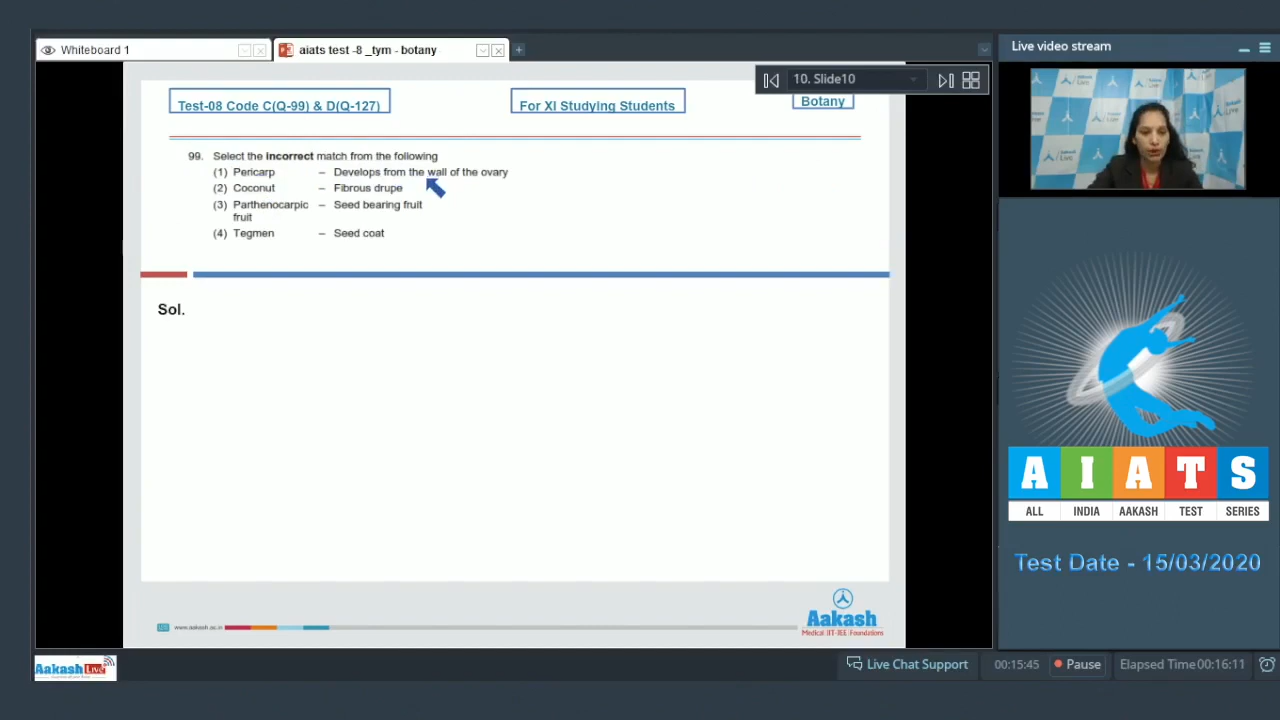 Whiteboard 1
aiats test -8 _tym - botany
Live video stream
10. Slide10
Test-08 Code C(Q-99) & D(Q-127)
For XI Studying Students
Botany
99. Select the incorrect match from the following
(1) Pericarp – Develops from the wall of the ovary
(2) Coconut – Fibrous drupe
(3) Parthenocarpic – Seed bearing fruit
fruit
(4) Tegmen – Seed coat
Sol.
A I A T S
ALL INDIA AAKASH TEST SERIES
Test Date - 15/03/2020
www.aakash.ac.in
Aakash
Medical|IIT-JEE|Foundations
Aakash Live
Live Chat Support
00:15:45
Pause
Elapsed Time 00:16:11